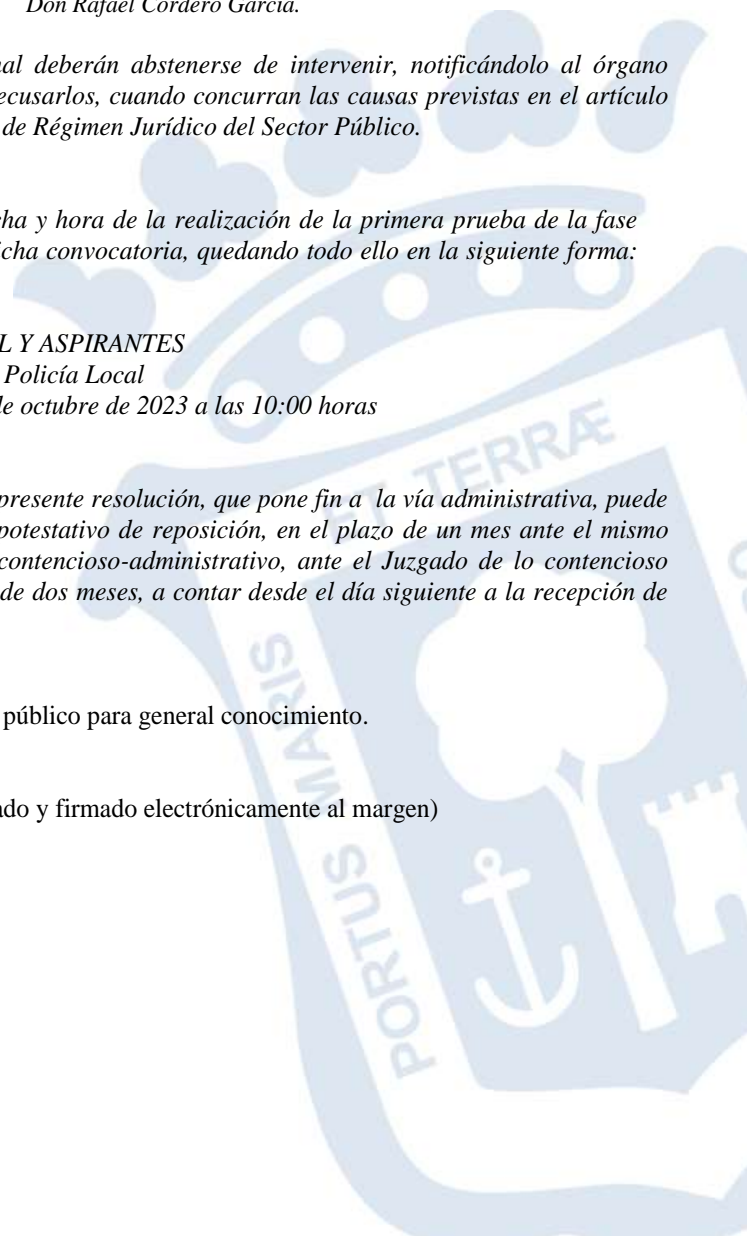 Don Rafael Cordero García.
nal deberán abstenerse de intervenir, notificándolo al órgano
ecusarlos, cuando concurran las causas previstas en el artículo
de Régimen Jurídico del Sector Público.
cha y hora de la realización de la primera prueba de la fase
icha convocatoria, quedando todo ello en la siguiente forma:
L Y ASPIRANTES
Policía Local
de octubre de 2023 a las 10:00 horas
presente resolución, que pone fin a la vía administrativa, puede
potestativo de reposición, en el plazo de un mes ante el mismo
contencioso-administrativo, ante el Juzgado de lo contencioso
de dos meses, a contar desde el día siguiente a la recepción de
público para general conocimiento.
ado y firmado electrónicamente al margen)
PORTUS MARIS
ET TERRÆ